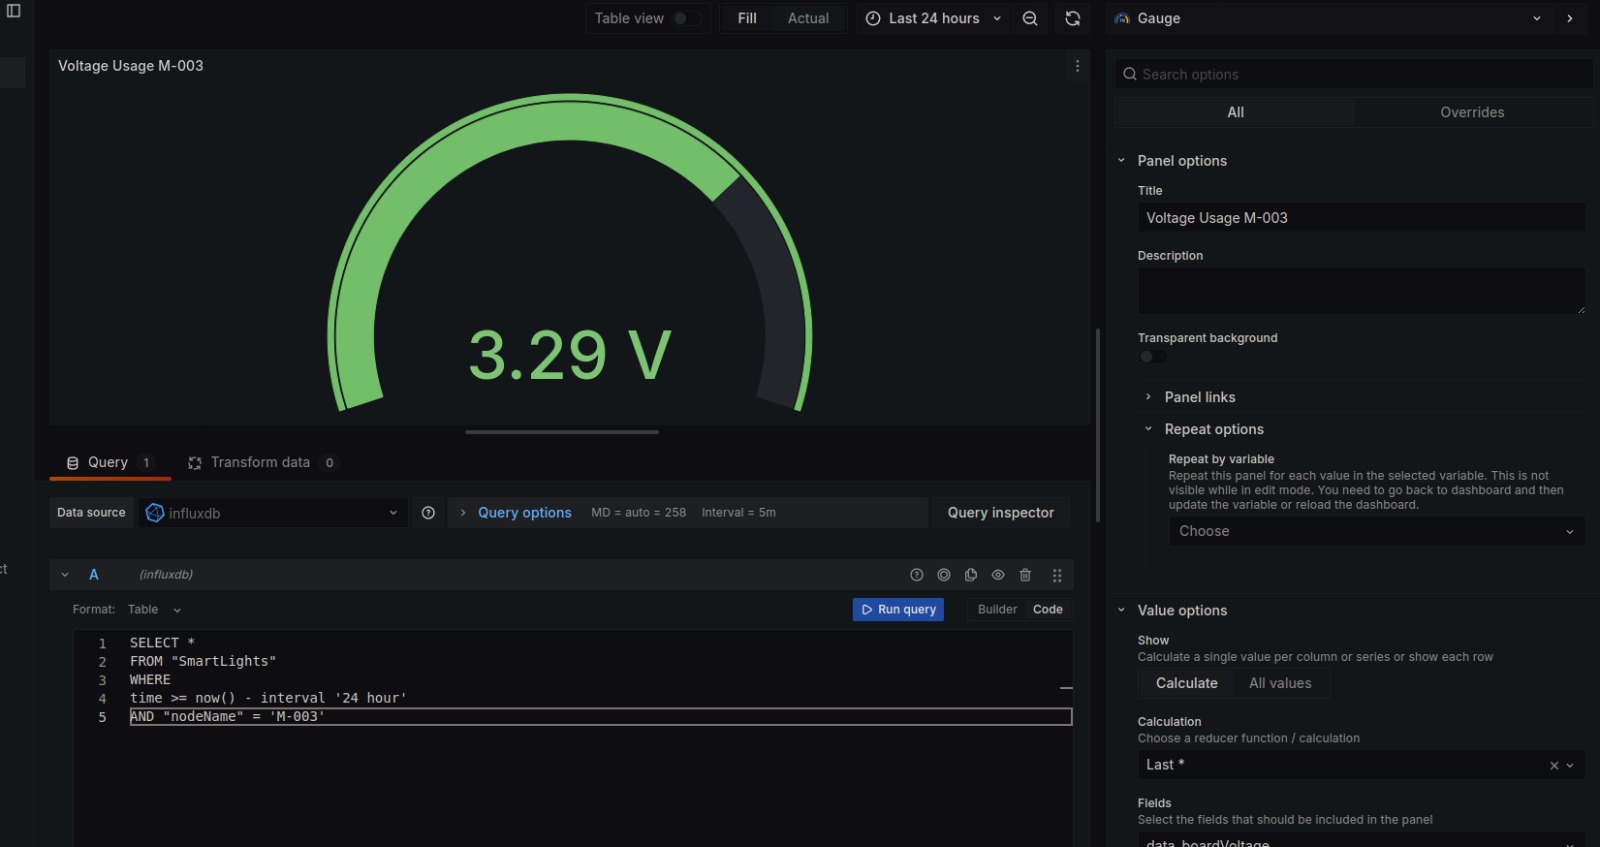 Table view
Fill
Actual
Last 24 hours
Gauge
Voltage Usage M-003
3.29 V
Query 1
Transform data 0
Data source
influxdb
Query options MD = auto = 258 Interval = 5m
Query inspector
A (influxdb)
Format: Table
Run query
Builder
Code
1 SELECT *
2 FROM "SmartLights"
3 WHERE
4 time >= now() - interval '24 hour'
5 AND "nodeName" = 'M-003'
Search options
All
Overrides
Panel options
Title
Voltage Usage M-003
Description
Transparent background
Panel links
Repeat options
Repeat by variable
Repeat this panel for each value in the selected variable. This is not
visible while in edit mode. You need to go back to dashboard and then
update the variable or reload the dashboard.
Choose
Value options
Show
Calculate a single value per column or series or show each row
Calculate
All values
Calculation
Choose a reducer function / calculation
Last *
Fields
Select the fields that should be included in the panel
data_boardVoltage